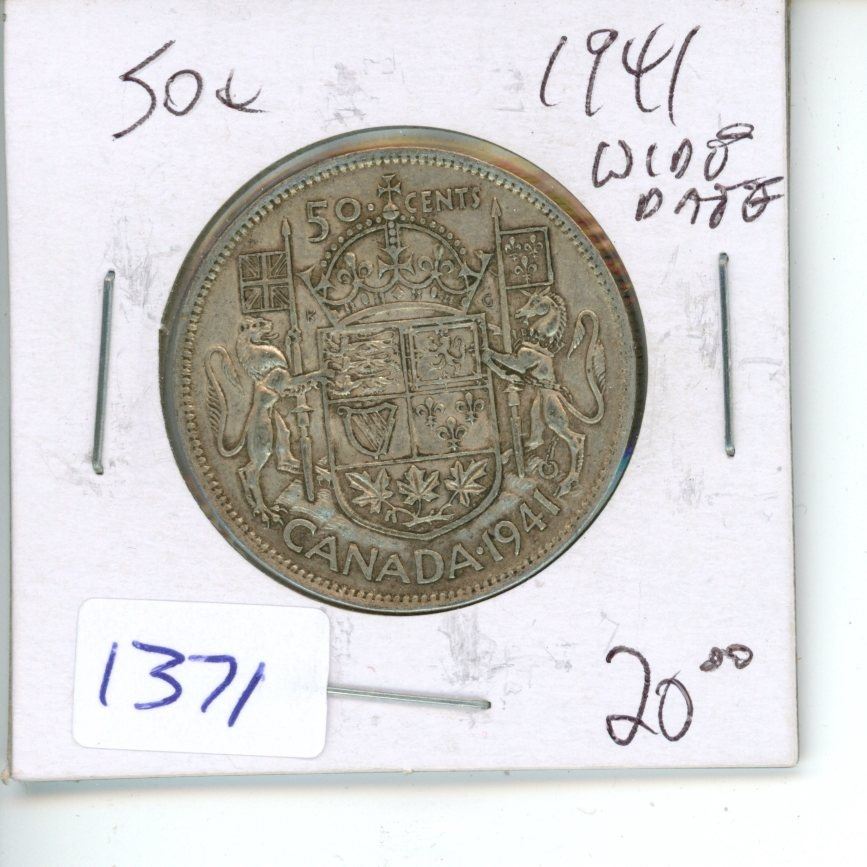 50¢ 1941
WIDE
DATE
50 · CENTS
K G
CANADA · 1941
1371
20.00